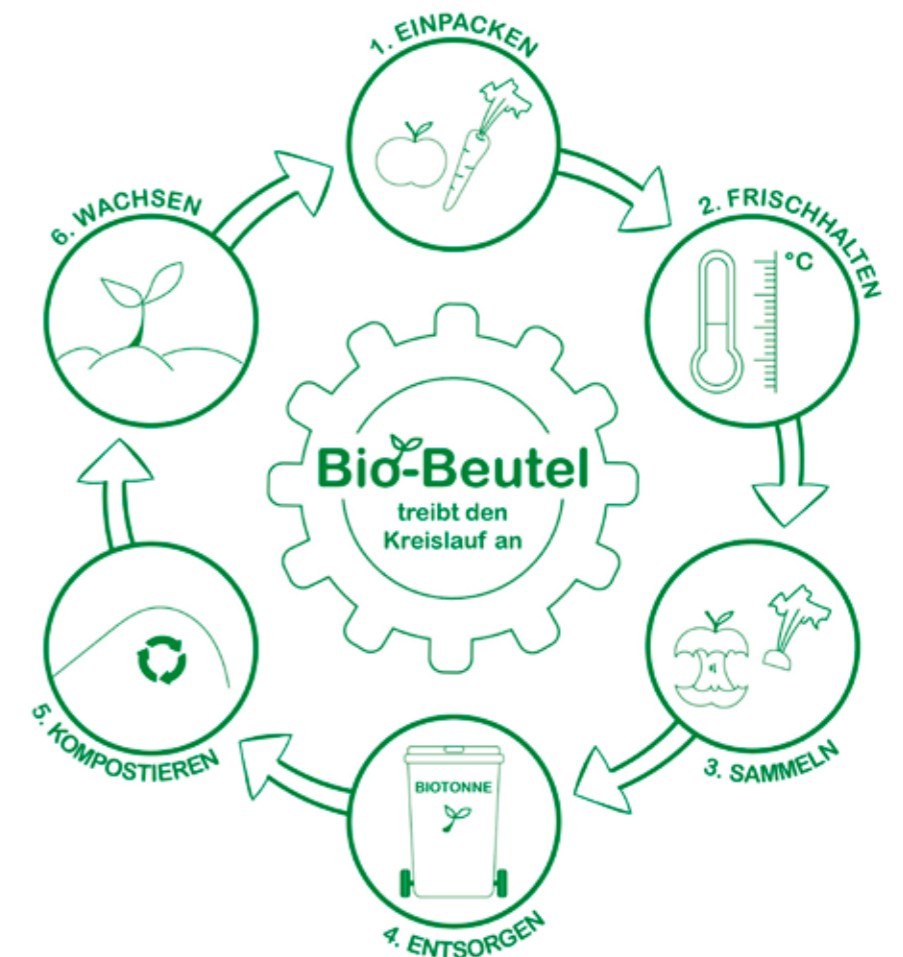 1. EINPACKEN
2. FRISCHHALTEN
°C
3. SAMMELN
4. ENTSORGEN
BIOTONNE
5. KOMPOSTIEREN
6. WACHSEN
Bio-Beutel
treibt den
Kreislauf an